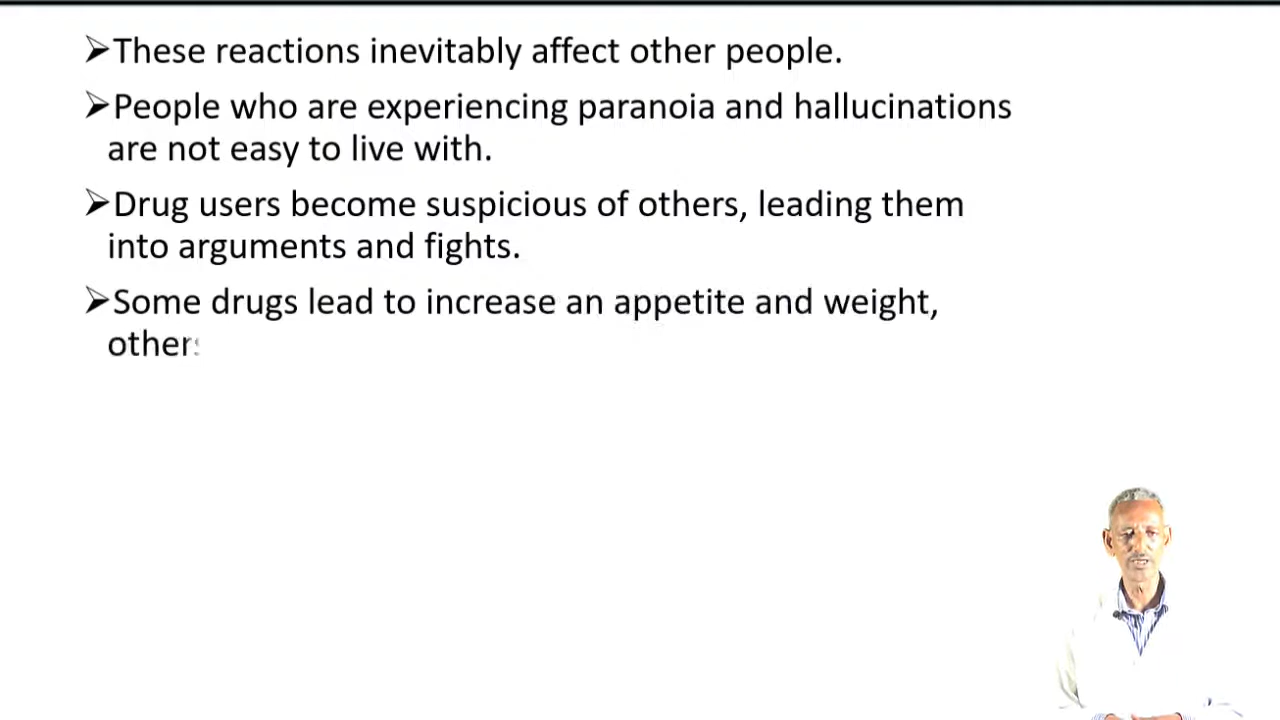 ➢These reactions inevitably affect other people.
➢People who are experiencing paranoia and hallucinations
are not easy to live with.
➢Drug users become suspicious of others, leading them
into arguments and fights.
➢Some drugs lead to increase an appetite and weight,
others